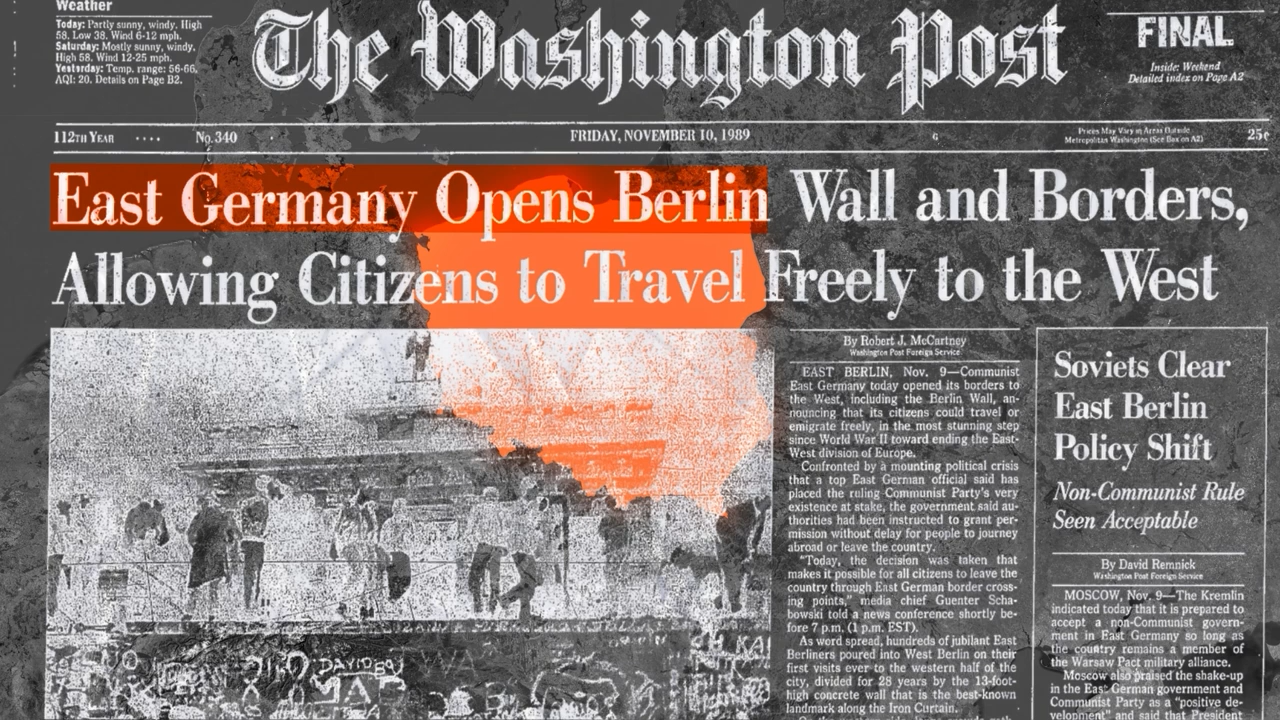 Weather
Today: Partly sunny, windy. High
58. Low 38. Wind 6-12 mph.
Saturday: Mostly sunny, windy.
High 58. Wind 12-25 mph.
Yesterday: Temp. range: 56-66.
AQI: 20. Details on Page B2.
The Washington Post
FINAL
Inside: Weekend
Detailed index on Page A2
112TH YEAR
No. 340
FRIDAY, NOVEMBER 10, 1989
G
Prices May Vary in Areas Outside
Metropolitan Washington (See Box on A2)
25¢
East Germany Opens Berlin Wall and Borders,
Allowing Citizens to Travel Freely to the West
DAVID
By Robert J. McCartney
Washington Post Foreign Service
EAST BERLIN, Nov. 9—Communist
East Germany today opened its borders to
the West, including the Berlin Wall, an-
nouncing that its citizens could travel or
emigrate freely, in the most stunning step
since World War II toward ending the East-
West division of Europe.
Confronted by a mounting political crisis
that a top East German official said has
placed the ruling Communist Party's very
existence at stake, the government said au-
thorities had been instructed to grant per-
mission without delay for people to journey
abroad or leave the country.
"Today, the decision was taken that
makes it possible for all citizens to leave the
country through East German border cross-
ing points," media chief Guenter Scha-
bowski told a news conference shortly be-
fore 7 p.m. (1 p.m. EST).
As word spread, hundreds of jubilant East
Berliners poured into West Berlin on their
first visits ever to the western half of the
city, divided for 28 years by the 13-foot-
high concrete wall that is the best-known
landmark along the Iron Curtain.
Soviets Clear
East Berlin
Policy Shift
Non-Communist Rule
Seen Acceptable
By David Remnick
Washington Post Foreign Service
MOSCOW, Nov. 9—The Kremlin
indicated today that it is prepared to
accept a non-Communist govern-
ment in East Germany so long as
the country remains a member of
the Warsaw Pact military alliance.
Moscow also praised the shake-up
in the East German government and
Communist Party as a "positive de-
velopment" and said that President